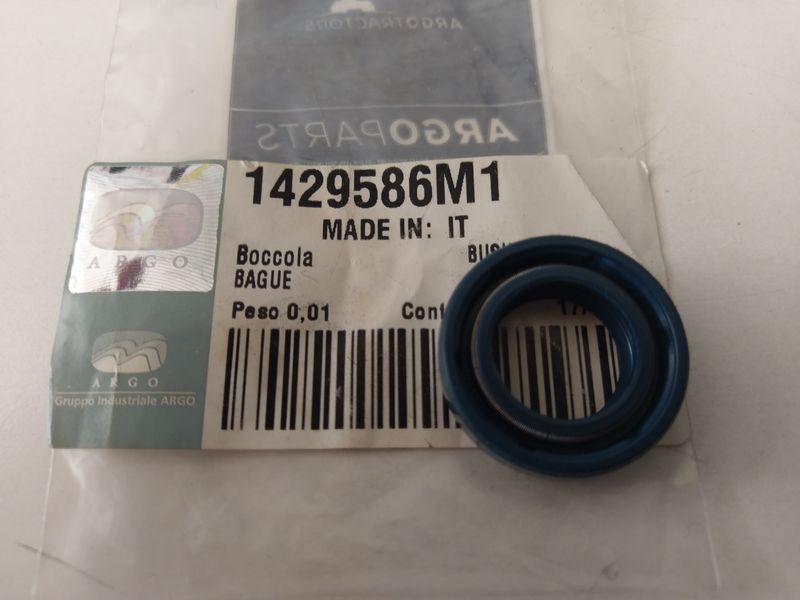 ARGOTRACTORS
ARGOPARTS
1429586M1
MADE IN: IT
Boccola
BAGUE
Peso 0,01
ARGO
ARGO
Gruppo Industriale ARGO